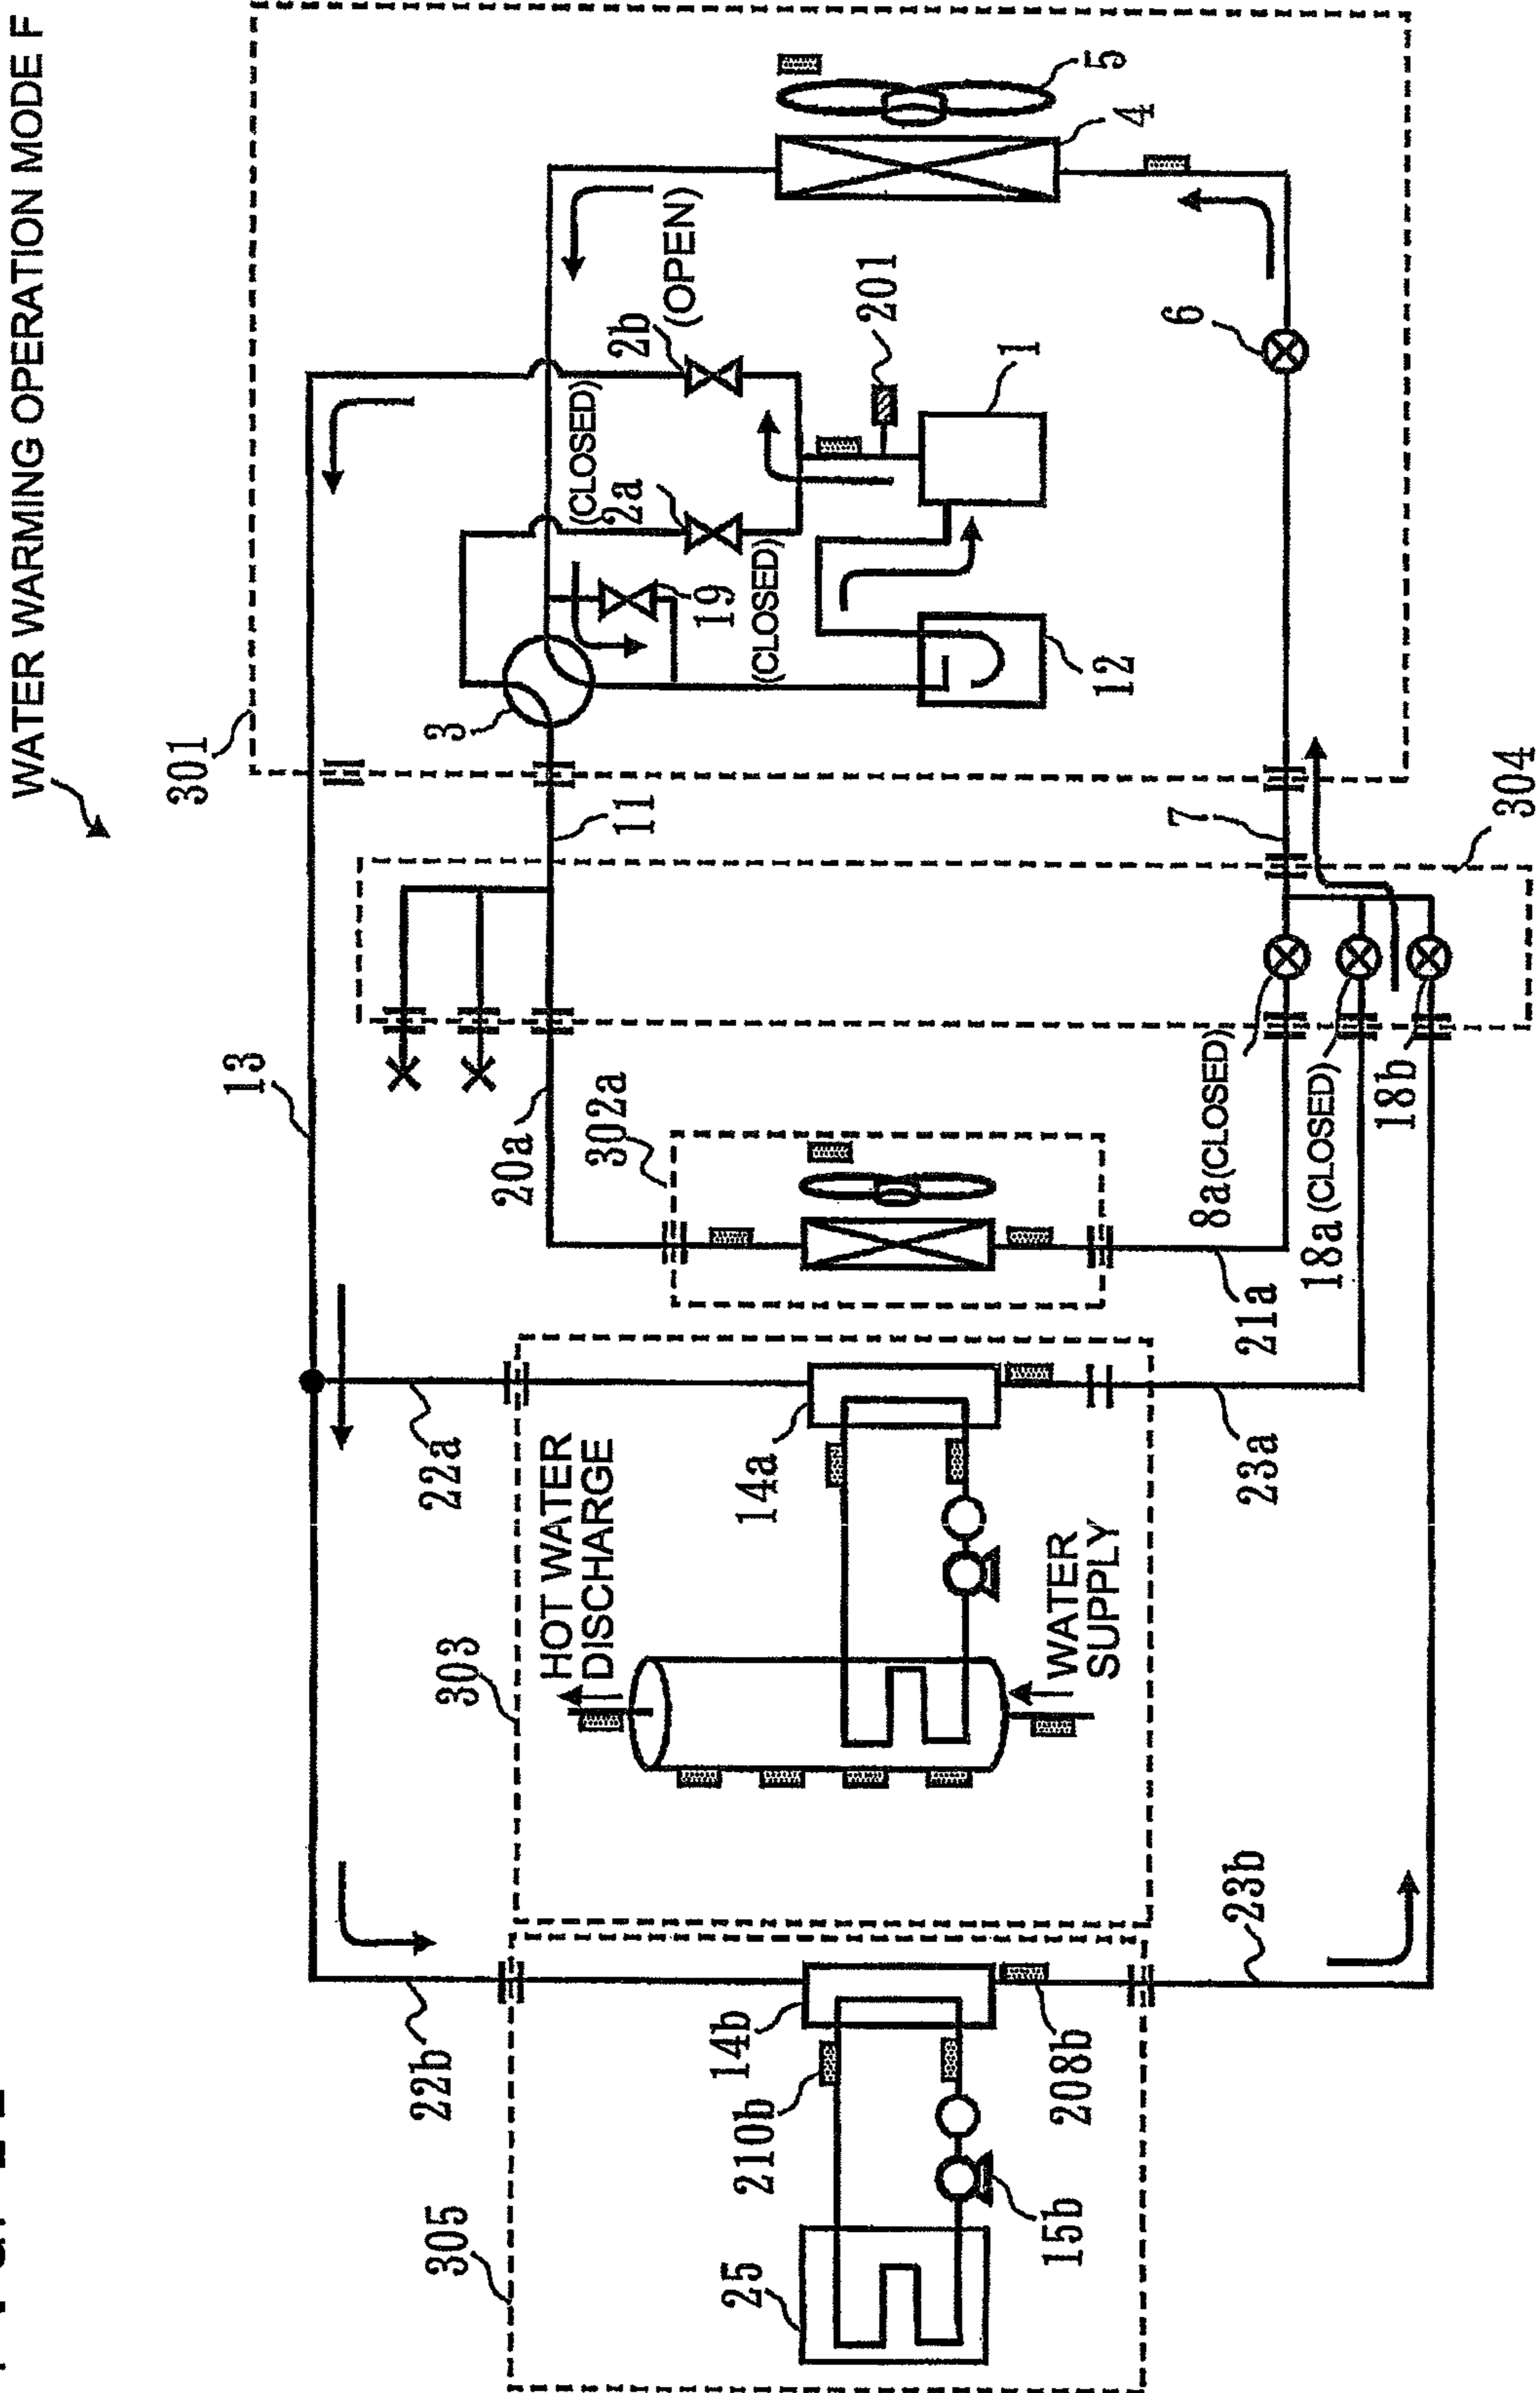 WATER WARMING OPERATION MODE F
301
13
22a
22b
303
305
HOT WATER
DISCHARGE
WATER
SUPPLY
14a
14b
210b
208b
25
15b
23b
23a
21a
20a
302a
8a(CLOSED)
18a(CLOSED)
18b
304
7
11
3
(CLOSED)
2a
19
(CLOSED)
2b
(OPEN)
201
1
12
6
4
5